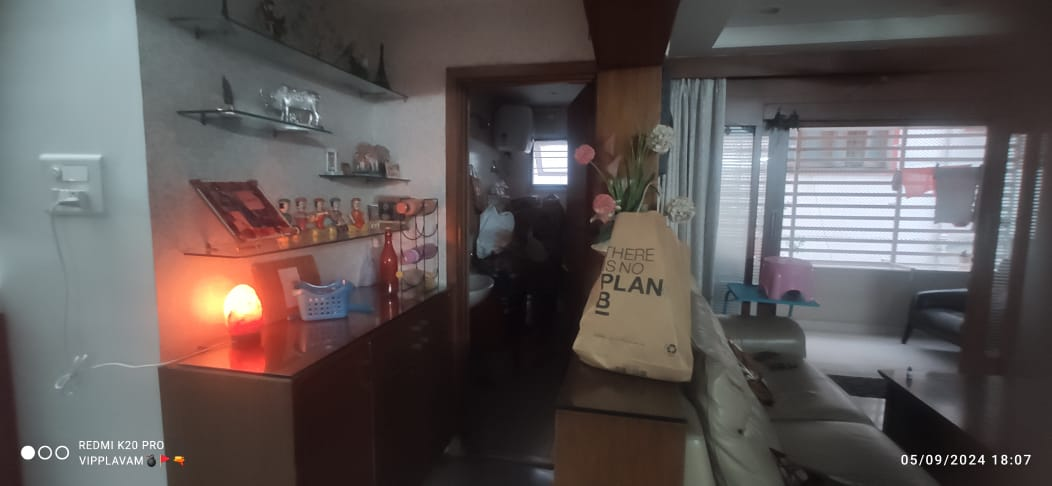 THERE
IS NO
PLAN
B
REDMI K20 PRO
VIPPLAVAM💣🚩🔫
05/09/2024 18:07